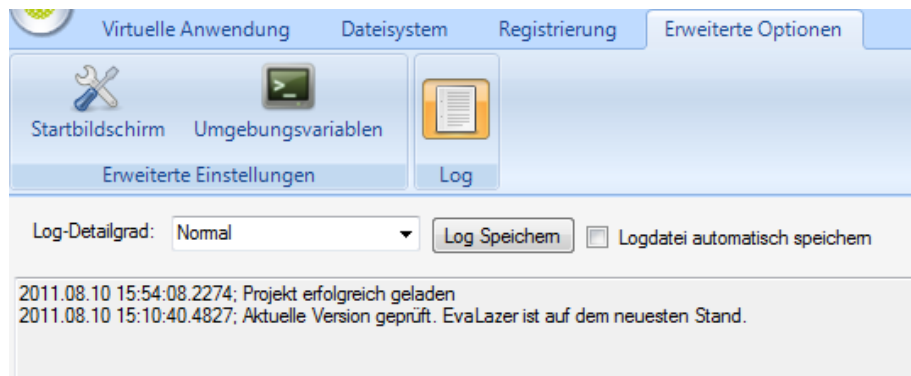 Virtuelle Anwendung Dateisystem Registrierung Erweiterte Optionen
Startbildschirm Umgebungsvariablen
Erweiterte Einstellungen Log
Log-Detailgrad: Normal Log Speichern Logdatei automatisch speichern
2011.08.10 15:54:08.2274; Projekt erfolgreich geladen
2011.08.10 15:10:40.4827; Aktuelle Version geprüft. EvaLazer ist auf dem neuesten Stand.